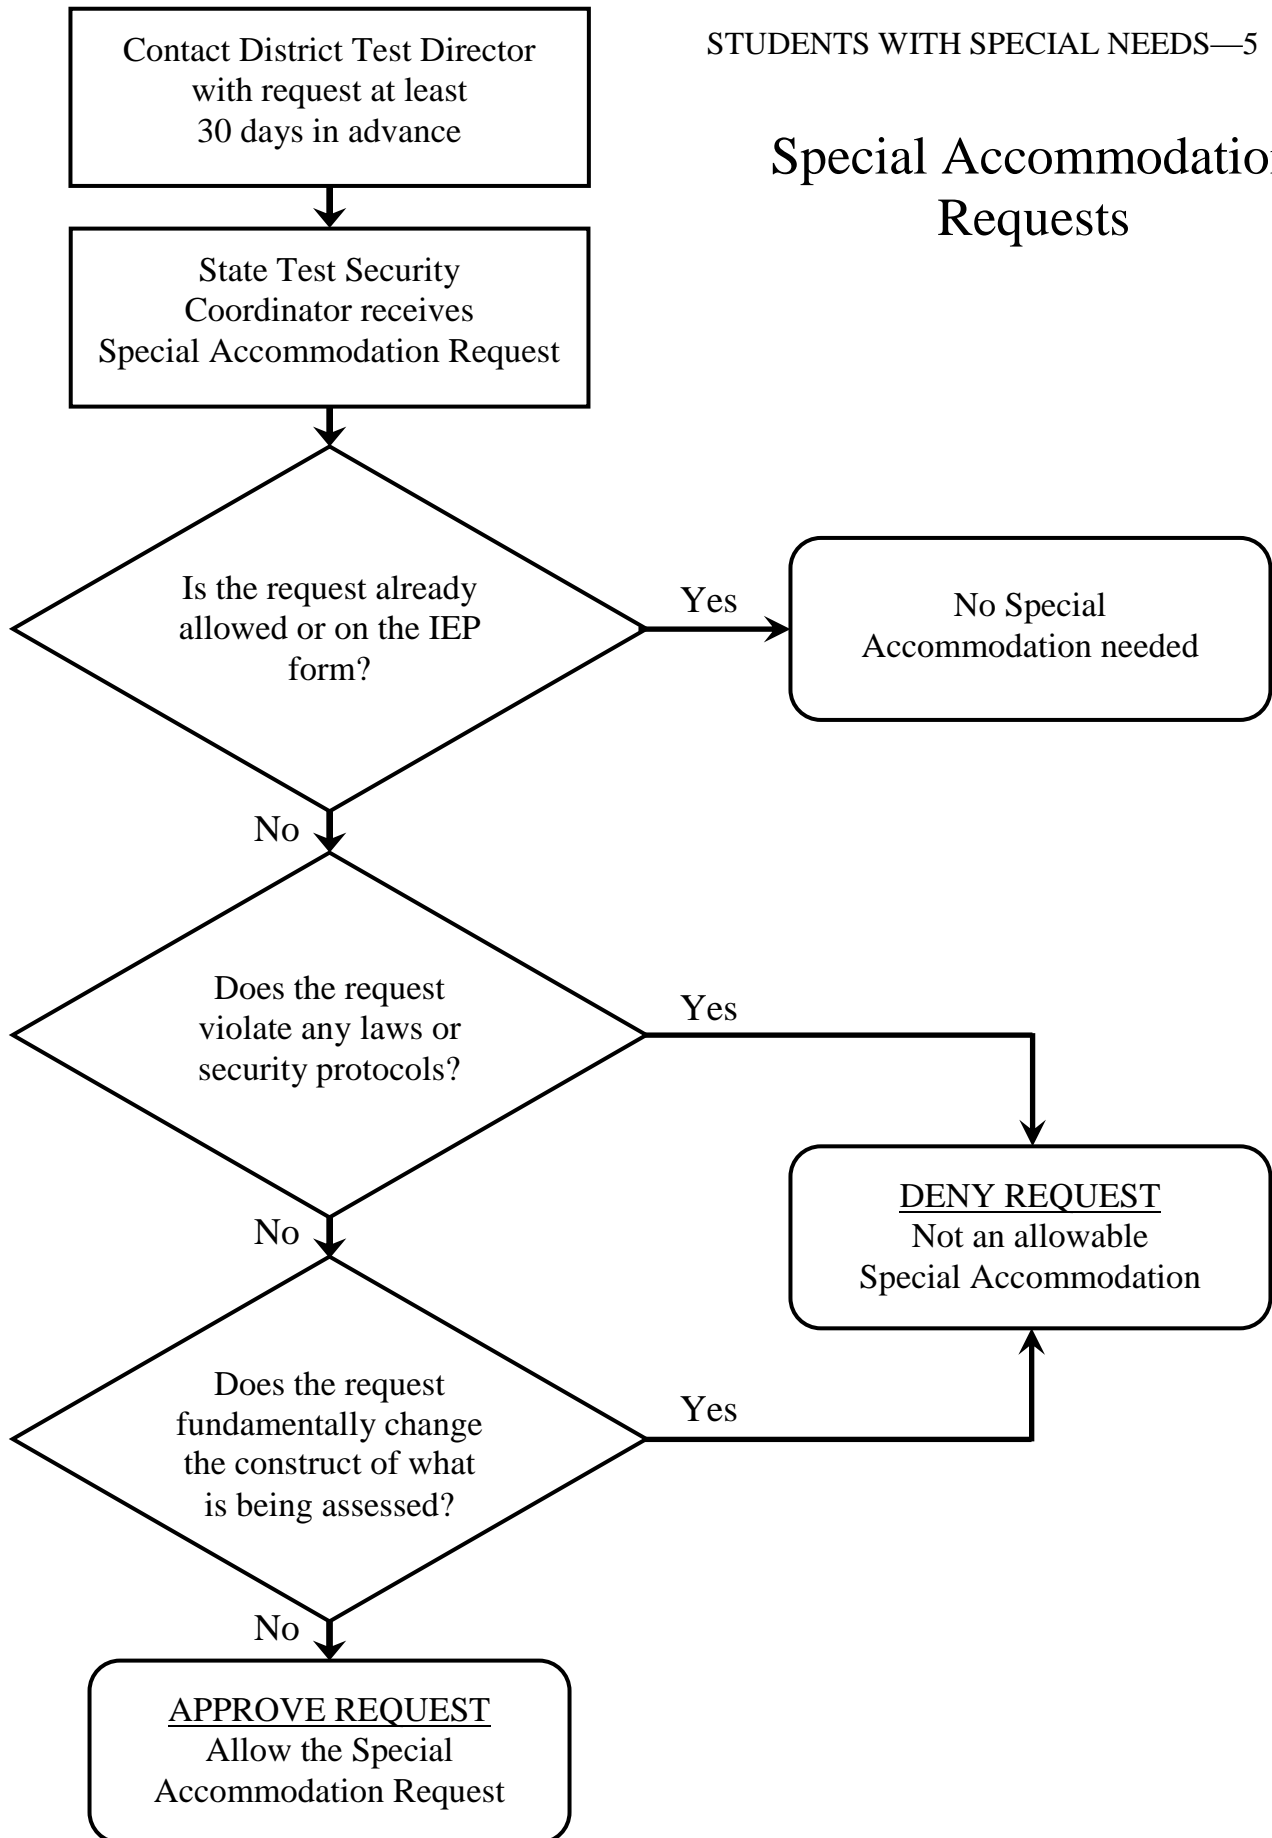 STUDENTS WITH SPECIAL NEEDS—5
Special Accommodation
Requests
Contact District Test Director
with request at least
30 days in advance
State Test Security
Coordinator receives
Special Accommodation Request
Is the request already
allowed or on the IEP
form?
Yes
No Special
Accommodation needed
No
Does the request
violate any laws or
security protocols?
Yes
DENY REQUEST
Not an allowable
Special Accommodation
No
Does the request
fundamentally change
the construct of what
is being assessed?
Yes
No
APPROVE REQUEST
Allow the Special
Accommodation Request